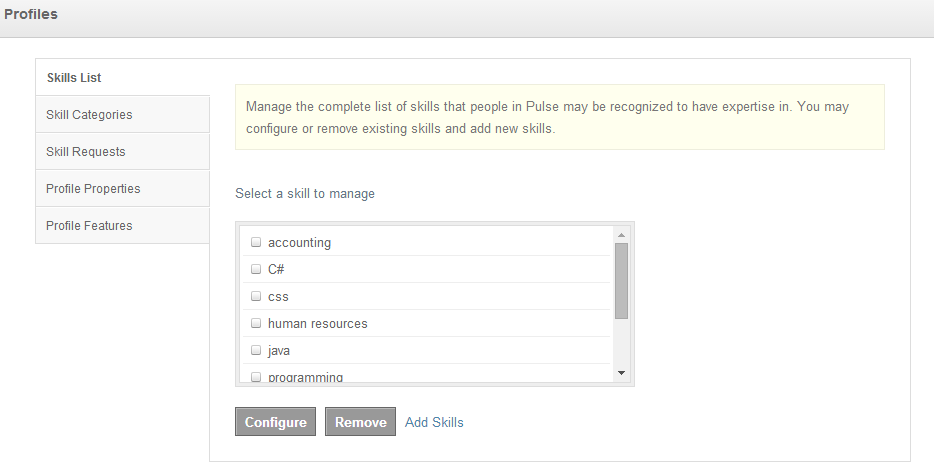 Profiles
Skills List
Skill Categories
Skill Requests
Profile Properties
Profile Features
Manage the complete list of skills that people in Pulse may be recognized to have expertise in. You may
configure or remove existing skills and add new skills.
Select a skill to manage
accounting
C#
css
human resources
java
programming
Configure Remove Add Skills